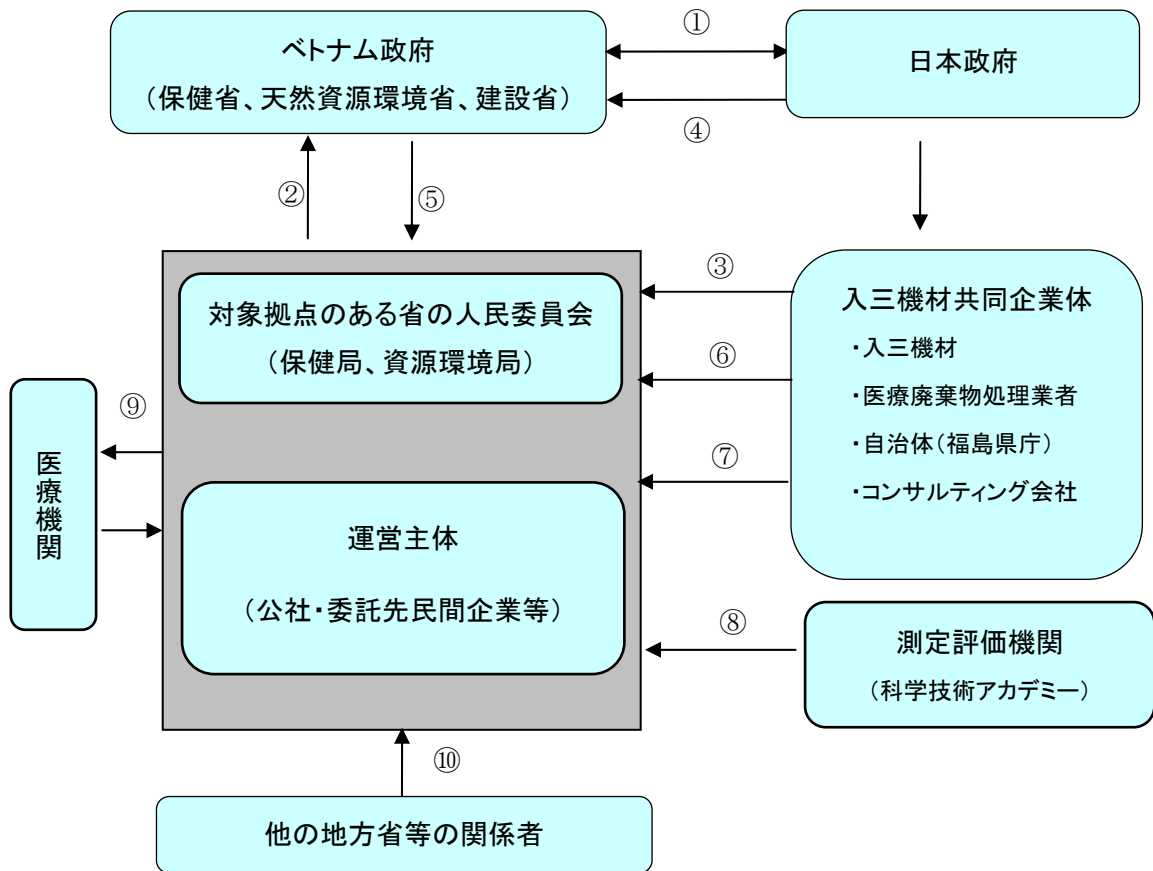 ①
ベトナム政府
（保健省、天然資源環境省、建設省）
日本政府
④
②
⑤
③
対象拠点のある省の人民委員会
（保健局、資源環境局）
⑥
入三機材共同企業体
・入三機材
・医療廃棄物処理業者
・自治体（福島県庁）
・コンサルティング会社
⑨
医療機関
⑦
運営主体
（公社・委託先民間企業等）
⑧
測定評価機関
（科学技術アカデミー）
⑩
他の地方省等の関係者